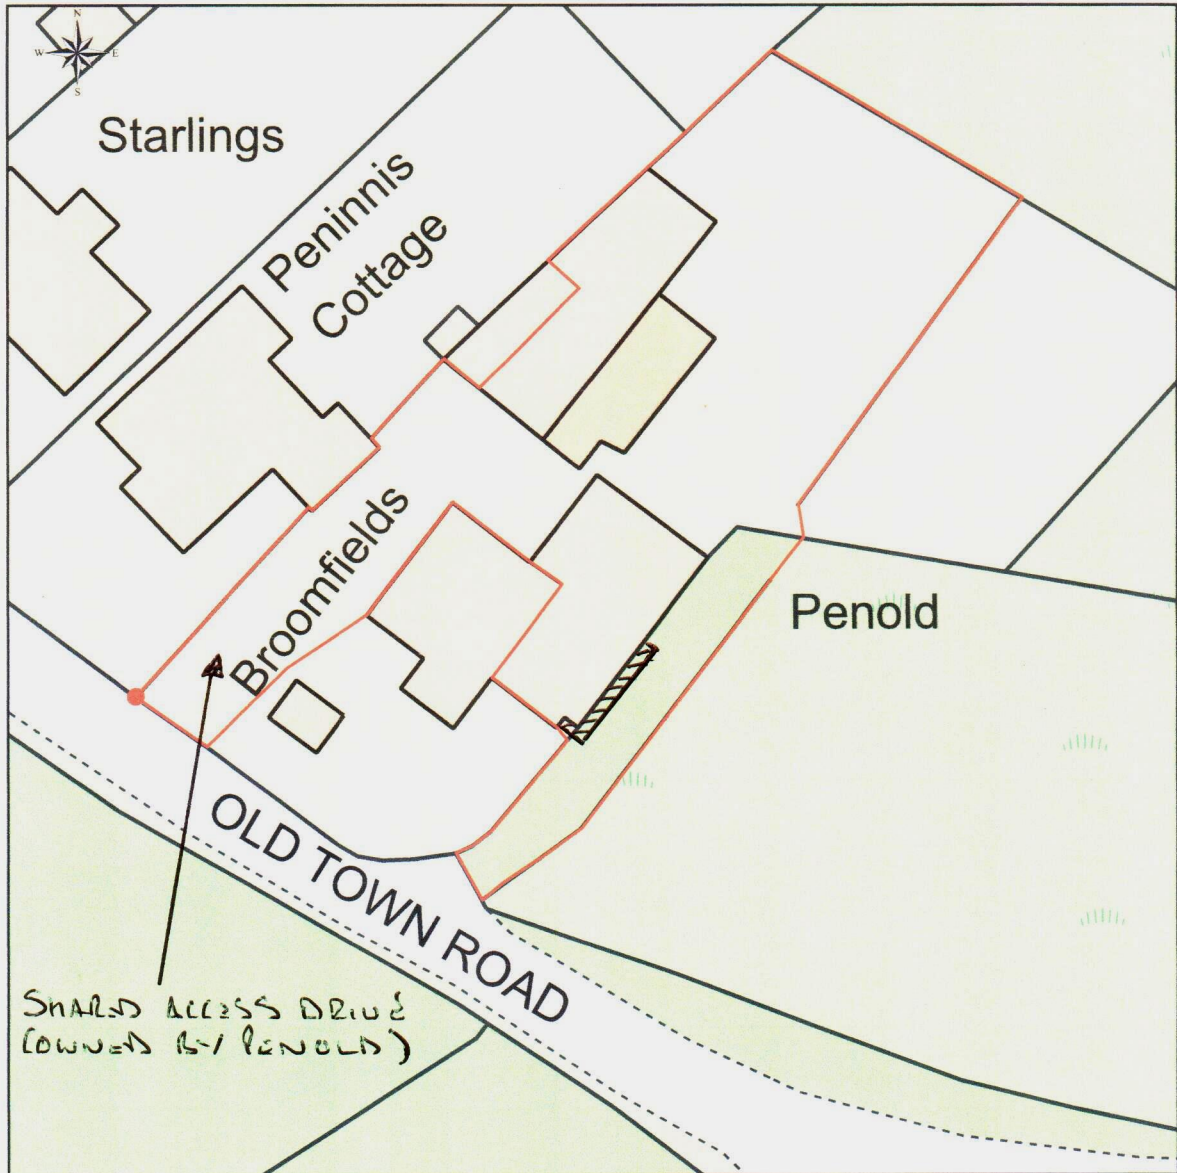 N
W E
S
Starlings
Peninnis
Cottage
Broomfields
Penold
OLD TOWN ROAD
SHARED ACCESS DRIVE
(OWNED BY PENOLD)